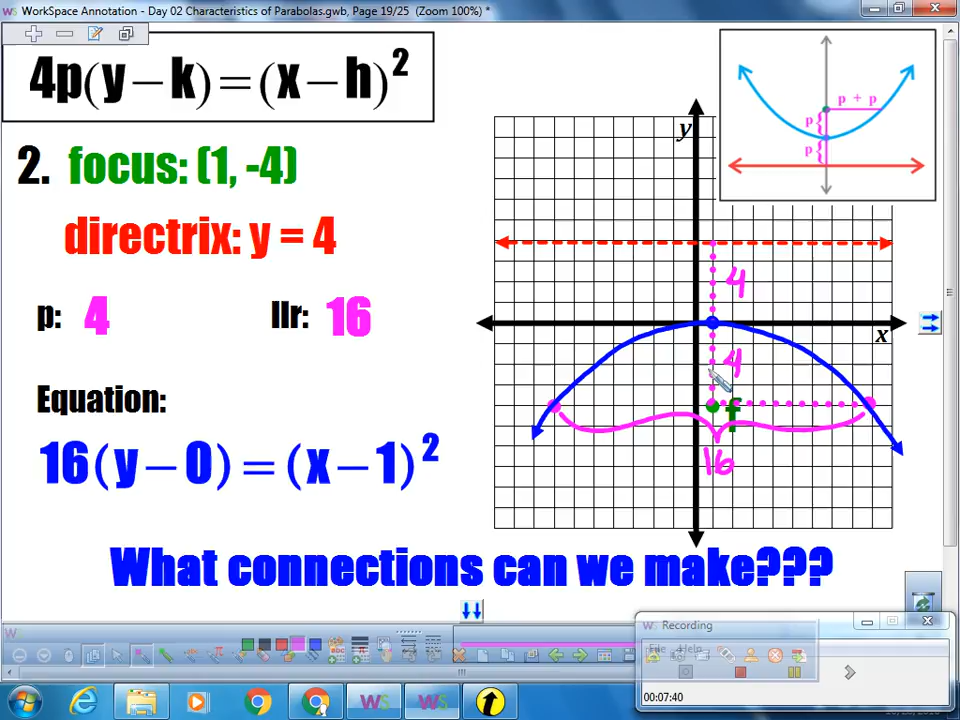 WorkSpace Annotation - Day 02 Characteristics of Parabolas.gwb, Page 19/25 (Zoom 100%) *
4p(y−k)=(x−h)²
2. focus: (1, -4)
directrix: y = 4
p: 4 llr: 16
Equation:
16(y−0)=(x−1)²
y
p + p
p{
p{
4
x
4
f
16
What connections can we make???
Recording
File Help
00:07:40